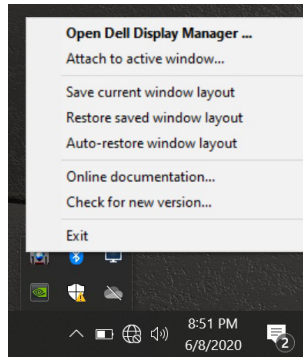 Open Dell Display Manager ...
Attach to active window...
Save current window layout
Restore saved window layout
Auto-restore window layout
Online documentation...
Check for new version...
Exit
8:51 PM
6/8/2020
2